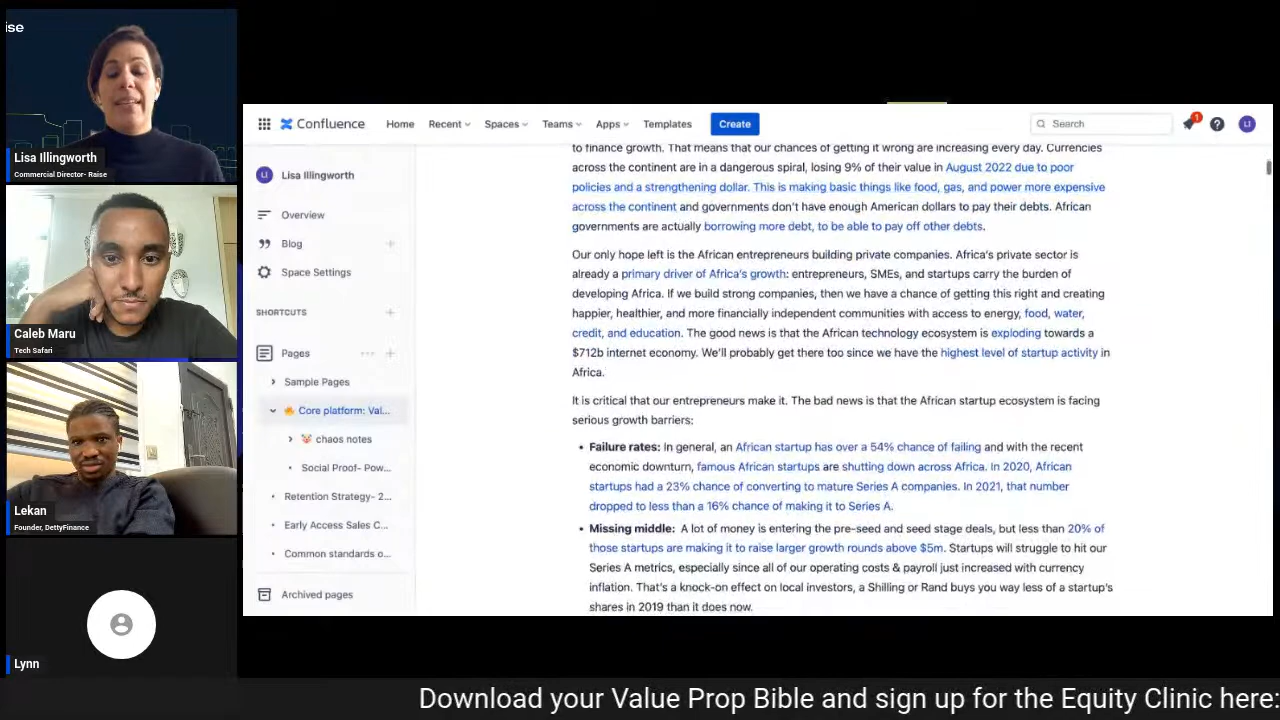 ise
Lisa Illingworth
Commercial Director- Raise
Caleb Maru
Tech Safari
Lekan
Founder, DettyFinance
Lynn
Confluence
Home
Recent
Spaces
Teams
Apps
Templates
Create
Search
1
LI
LI
Lisa Illingworth
Overview
Blog
Space Settings
SHORTCUTS
Pages
Sample Pages
Core platform: Val...
chaos notes
Social Proof- Pow...
Retention Strategy- 2...
Early Access Sales C...
Common standards o...
Archived pages
to finance growth. That means that our chances of getting it wrong are increasing every day. Currencies
across the continent are in a dangerous spiral, losing 9% of their value in August 2022 due to poor
policies and a strengthening dollar. This is making basic things like food, gas, and power more expensive
across the continent and governments don't have enough American dollars to pay their debts. African
governments are actually borrowing more debt, to be able to pay off other debts.
Our only hope left is the African entrepreneurs building private companies. Africa's private sector is
already a primary driver of Africa's growth: entrepreneurs, SMEs, and startups carry the burden of
developing Africa. If we build strong companies, then we have a chance of getting this right and creating
happier, healthier, and more financially independent communities with access to energy, food, water,
credit, and education. The good news is that the African technology ecosystem is exploding towards a
$712b internet economy. We'll probably get there too since we have the highest level of startup activity in
Africa.
It is critical that our entrepreneurs make it. The bad news is that the African startup ecosystem is facing
serious growth barriers:
• Failure rates: In general, an African startup has over a 54% chance of failing and with the recent
economic downturn, famous African startups are shutting down across Africa. In 2020, African
startups had a 23% chance of converting to mature Series A companies. In 2021, that number
dropped to less than a 16% chance of making it to Series A.
• Missing middle: A lot of money is entering the pre-seed and seed stage deals, but less than 20% of
those startups are making it to raise larger growth rounds above $5m. Startups will struggle to hit our
Series A metrics, especially since all of our operating costs & payroll just increased with currency
inflation. That's a knock-on effect on local investors, a Shilling or Rand buys you way less of a startup's
shares in 2019 than it does now.
Download your Value Prop Bible and sign up for the Equity Clinic here: